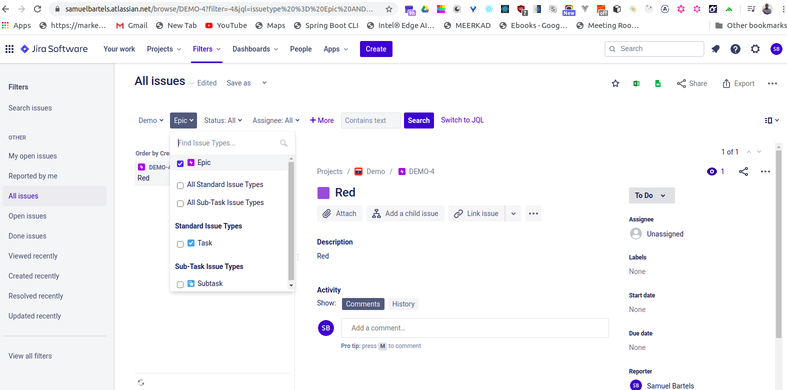 samuelbartels.atlassian.net/browse/DEMO-4?filter=-4&jql=issuetype%20%3D%20Epic%20AND...
Apps https://marke... Gmail New Tab YouTube Maps Spring Boot CLI Intel® Edge AI... MEERKAD Ebooks - Goog... Meeting Roo... Other bookmarks
Jira Software Your work Projects Filters Dashboards People Apps Create Search SB
Filters
Search issues
OTHER
My open issues
Reported by me
All issues
Open issues
Done issues
Viewed recently
Created recently
Resolved recently
Updated recently
View all filters
All issues Edited Save as
Share Export
Demo Epic Status: All Assignee: All + More Contains text Search Switch to JQL
Order by Cre
DEMO-4
Red
Find Issue Types...
Epic
All Standard Issue Types
All Sub-Task Issue Types
Standard Issue Types
Task
Sub-Task Issue Types
Subtask
1 of 1
Projects / Demo / DEMO-4
1
Red
Attach Add a child issue Link issue
Description
Red
Activity
Show: Comments History
SB Add a comment...
Pro tip: press M to comment
To Do
Assignee
Unassigned
Labels
None
Start date
None
Due date
None
Reporter
SB Samuel Bartels